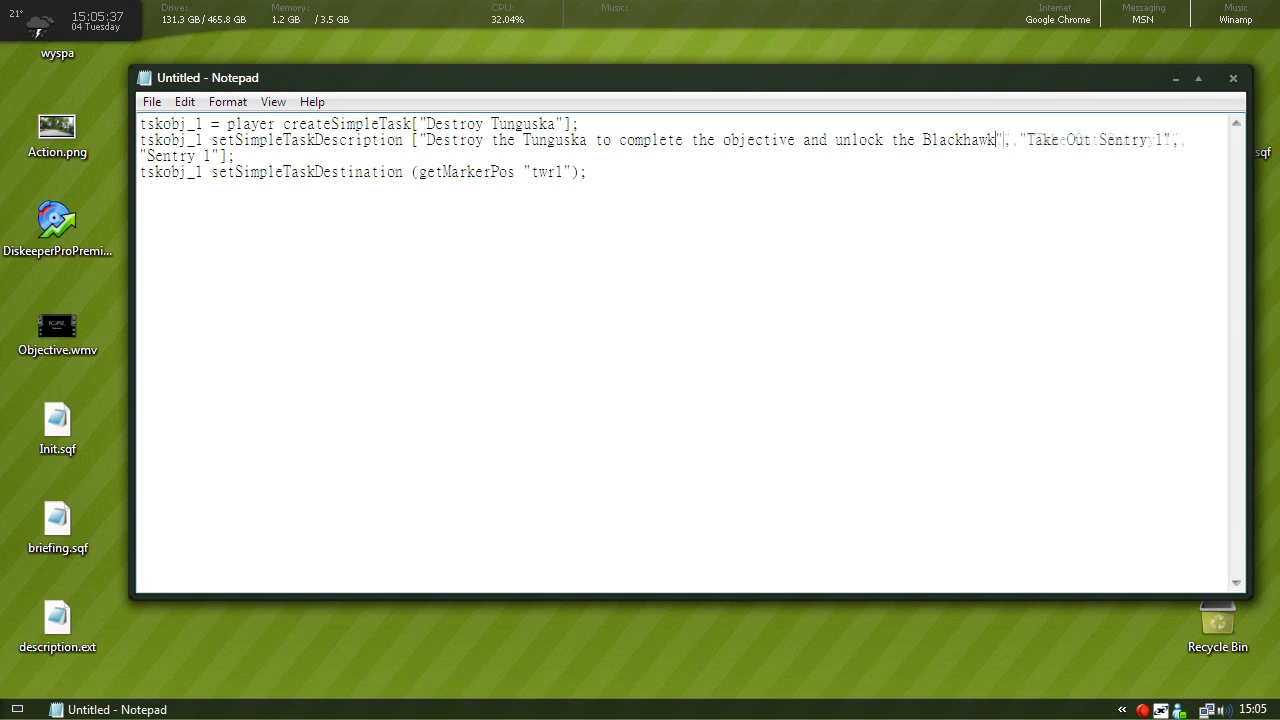 21°
15:05:37
04 Tuesday
Drive:
131.3 GB / 465.8 GB
Memory:
1.2 GB / 3.5 GB
CPU:
32.04%
Music:
Internet
Google Chrome
Messaging
MSN
Music
Winamp
wyspa
Action.png
DiskeeperProPremi...
Objective.wmv
Init.sqf
briefing.sqf
description.ext
Untitled - Notepad
File Edit Format View Help
tskobj_1 = player createSimpleTask["Destroy Tunguska"];
tskobj_1 setSimpleTaskDescription ["Destroy the Tunguska to complete the objective and unlock the Blackhawk", "Take Out Sentry 1",
"Sentry 1"];
tskobj_1 setSimpleTaskDestination (getMarkerPos "twr1");
sqf
Recycle Bin
Untitled - Notepad
« 15:05